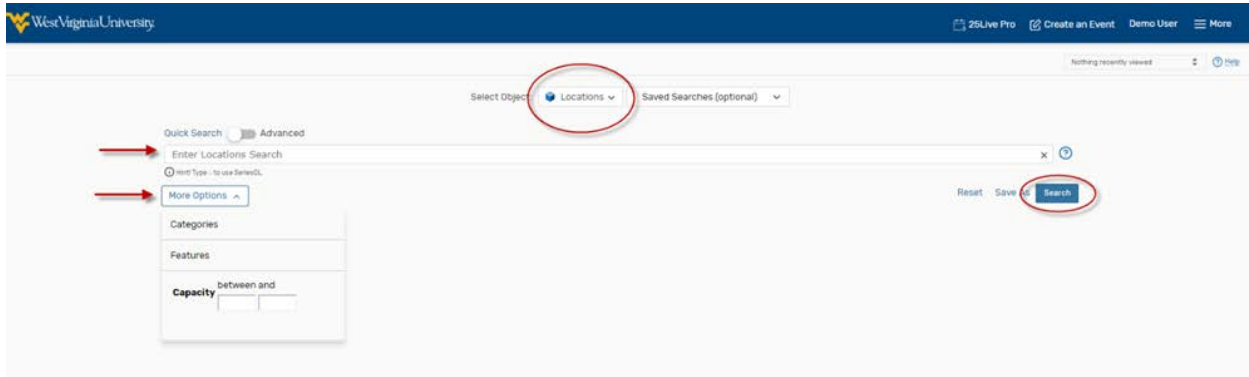 West Virginia University.
25Live Pro Create an Event Demo User More
Nothing recently viewed Help
Select Object: Locations Saved Searches (optional)
Quick Search Advanced
Enter Locations Search
Hint! Type :: to use SeriesQL
More Options Reset Save As Search
Categories
Features
between and
Capacity